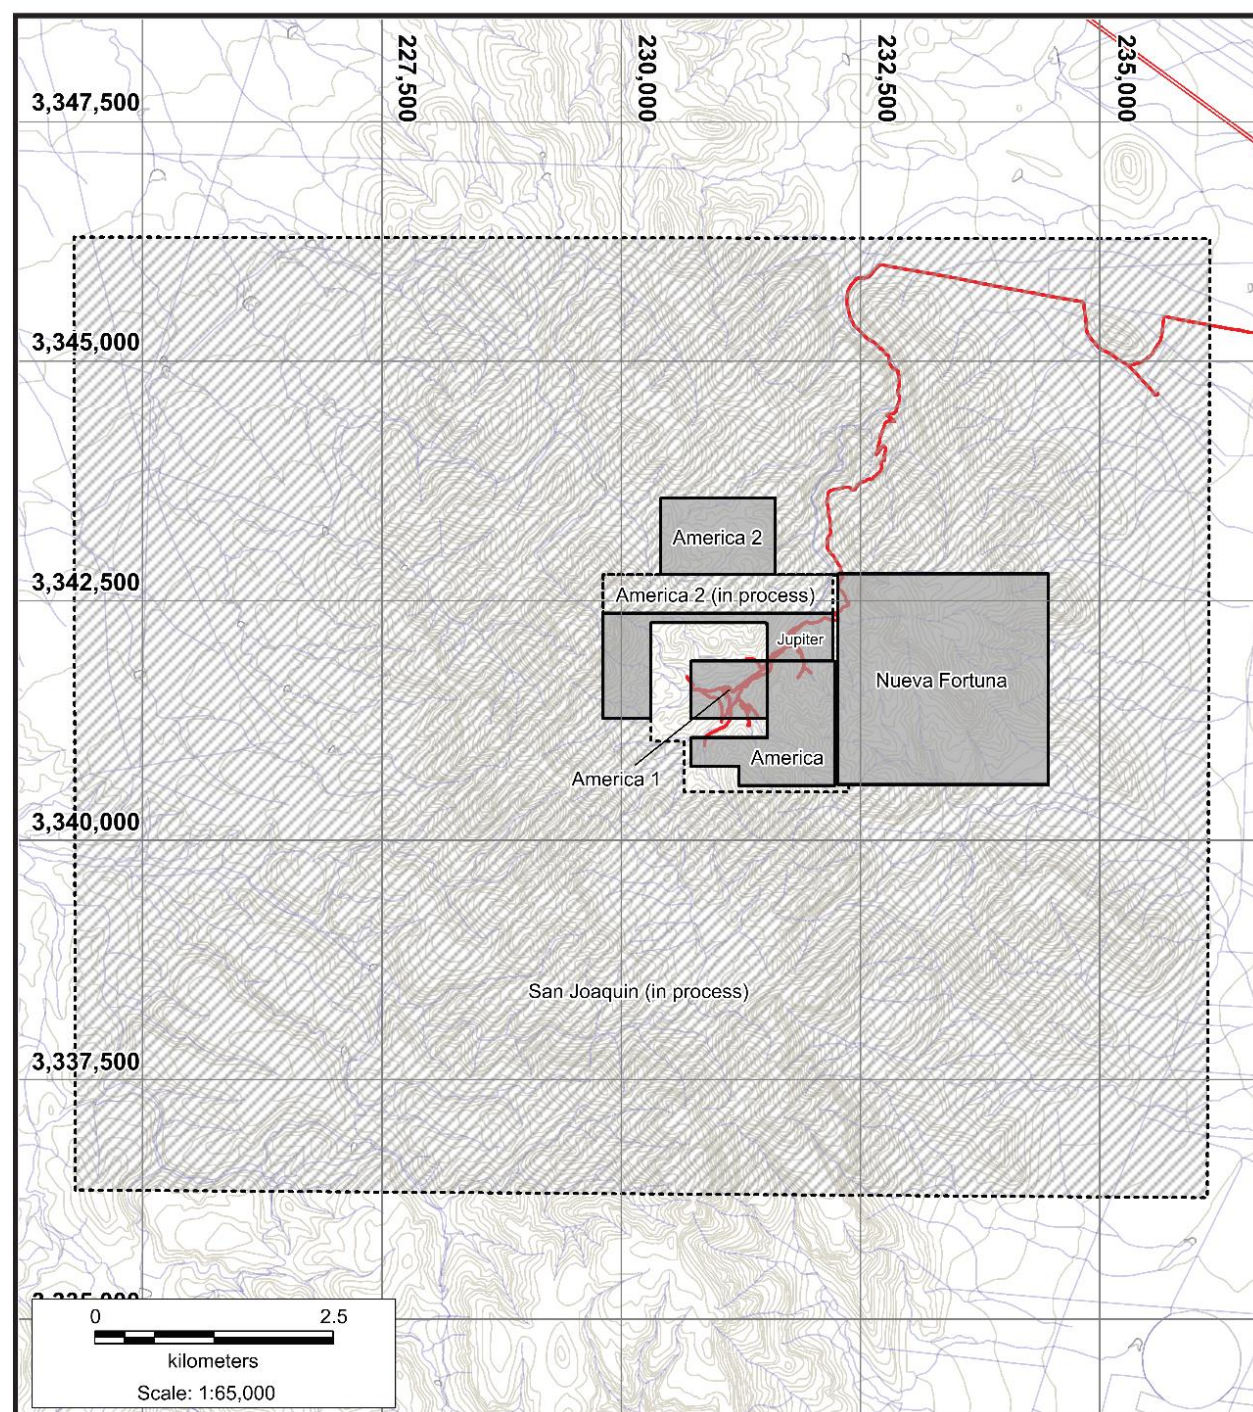 227,500
230,000
232,500
235,000
3,347,500
3,345,000
America 2
3,342,500
America 2 (in process)
Jupiter
Nueva Fortuna
America
America 1
3,340,000
San Joaquin (in process)
3,337,500
0 2.5
kilometers
Scale: 1:65,000